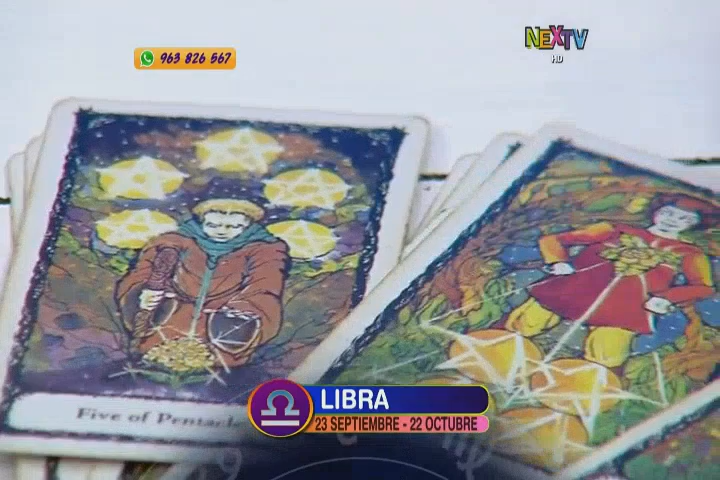 963 826 567
NEXTV
HD
Five of Pentacl
LIBRA
23 SEPTIEMBRE - 22 OCTUBRE